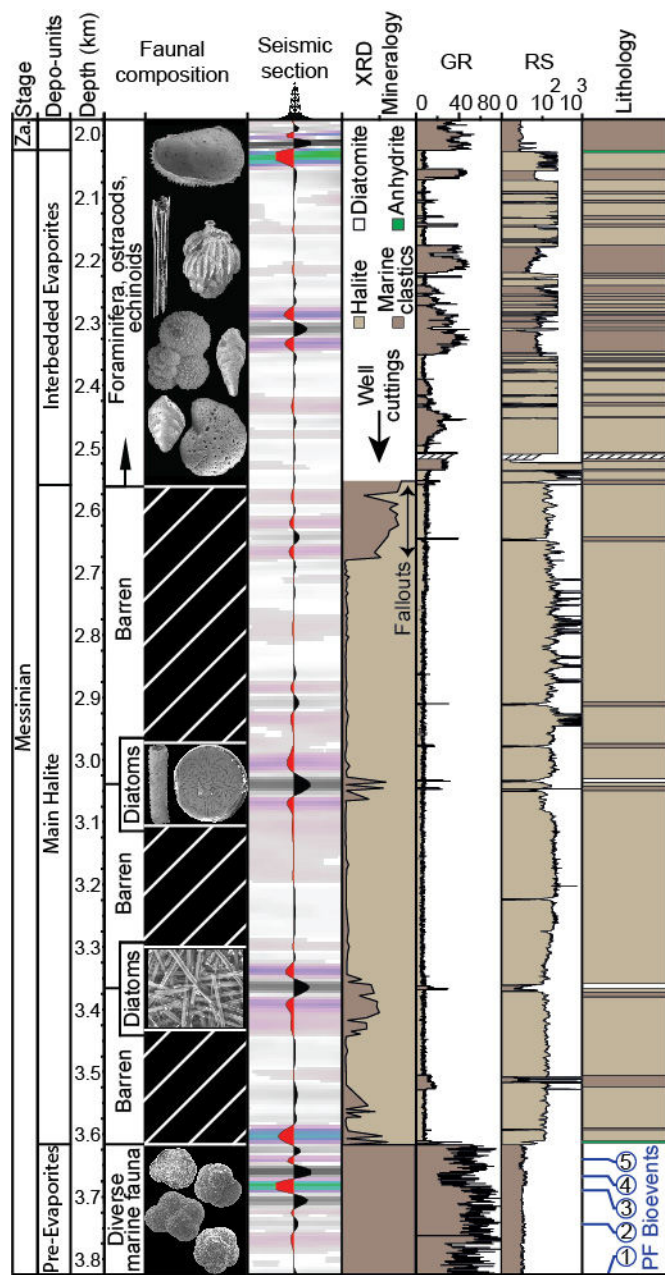 Stage
Depo-units
Depth (km)
Faunal
composition
Seismic
section
XRD
Mineralogy
GR
0 40 80
RS
0 10 10
2 3
Lithology
Za.
Messinian
Interbedded Evaporites
Main Halite
Pre-Evaporites
2.0
2.1
2.2
2.3
2.4
2.5
2.6
2.7
2.8
2.9
3.0
3.1
3.2
3.3
3.4
3.5
3.6
3.7
3.8
Foraminifera, ostracods,
echinoids
Barren
Diatoms
Barren
Diatoms
Barren
Diverse
marine fauna
Halite
Marine
clastics
Diatomite
Anhydrite
Well
cuttings
Fallouts
5
4
3
2
1
PF Bioevents